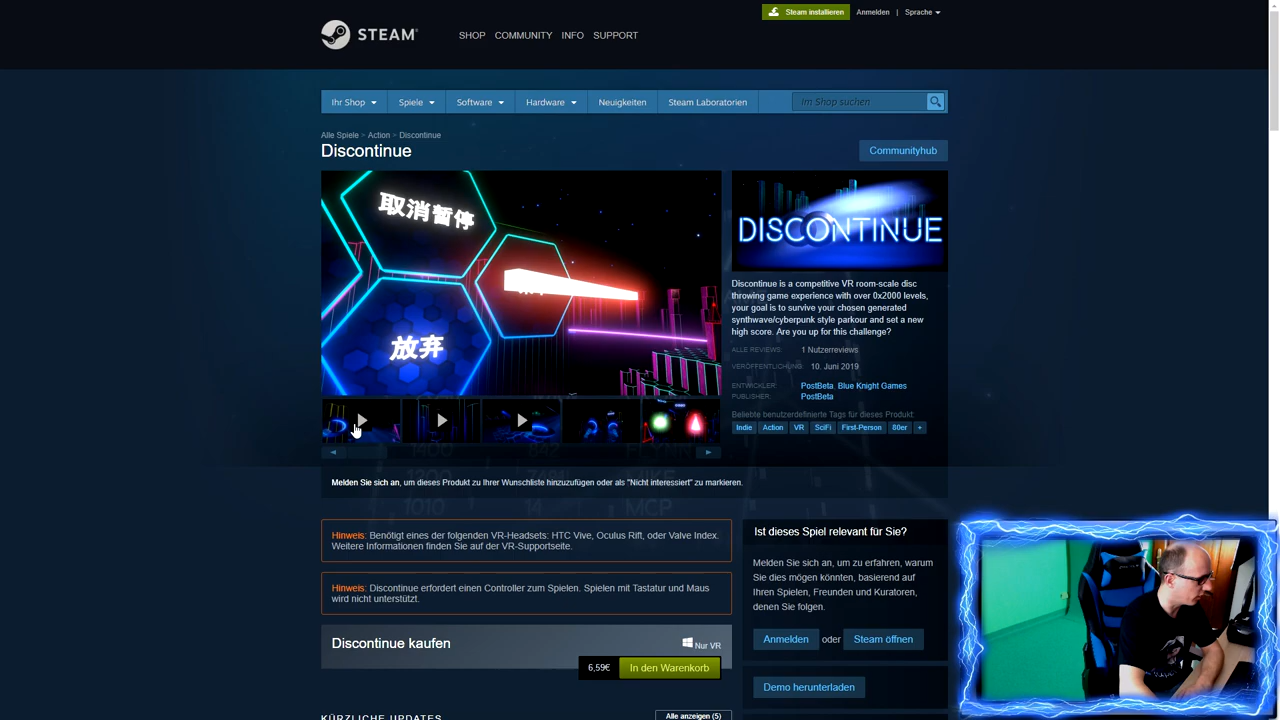 Steam installieren
Anmelden | Sprache
STEAM
SHOP COMMUNITY INFO SUPPORT
Ihr Shop Spiele Software Hardware Neuigkeiten Steam Laboratorien
Im Shop suchen
Alle Spiele > Action > Discontinue
Discontinue
Communityhub
取消暂停
放弃
DISCONTINUE
Discontinue is a competitive VR room-scale disc
throwing game experience with over 0x2000 levels,
your goal is to survive your chosen generated
synthwave/cyberpunk style parkour and set a new
high score. Are you up for this challenge?
ALLE REVIEWS: 1 Nutzerreviews
VERÖFFENTLICHUNG: 10. Juni 2019
ENTWICKLER: PostBeta, Blue Knight Games
PUBLISHER: PostBeta
Beliebte benutzerdefinierte Tags für dieses Produkt:
Indie Action VR SciFi First-Person 80er +
Melden Sie sich an, um dieses Produkt zu Ihrer Wunschliste hinzuzufügen oder als "Nicht interessiert" zu markieren.
Hinweis: Benötigt eines der folgenden VR-Headsets: HTC Vive, Oculus Rift, oder Valve Index.
Weitere Informationen finden Sie auf der VR-Supportseite.
Hinweis: Discontinue erfordert einen Controller zum Spielen. Spielen mit Tastatur und Maus
wird nicht unterstützt.
Discontinue kaufen
Nur VR
6,59€ In den Warenkorb
KÜRZLICHE UPDATES
Alle anzeigen (5)
Ist dieses Spiel relevant für Sie?
Melden Sie sich an, um zu erfahren, warum
Sie dies mögen könnten, basierend auf
Ihren Spielen, Freunden und Kuratoren,
denen Sie folgen.
Anmelden oder Steam öffnen
Demo herunterladen